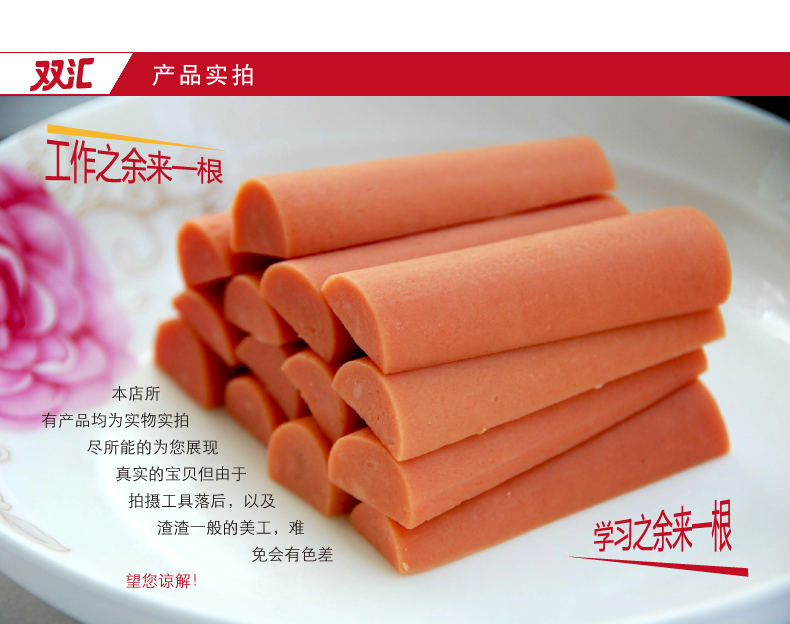 双汇
产品实拍
工作之余来一根
本店所
有产品均为实物实拍
尽所能的为您展现
真实的宝贝但由于
拍摄工具落后，以及
渣渣一般的美工，难
免会有色差
望您谅解！
学习之余来一根